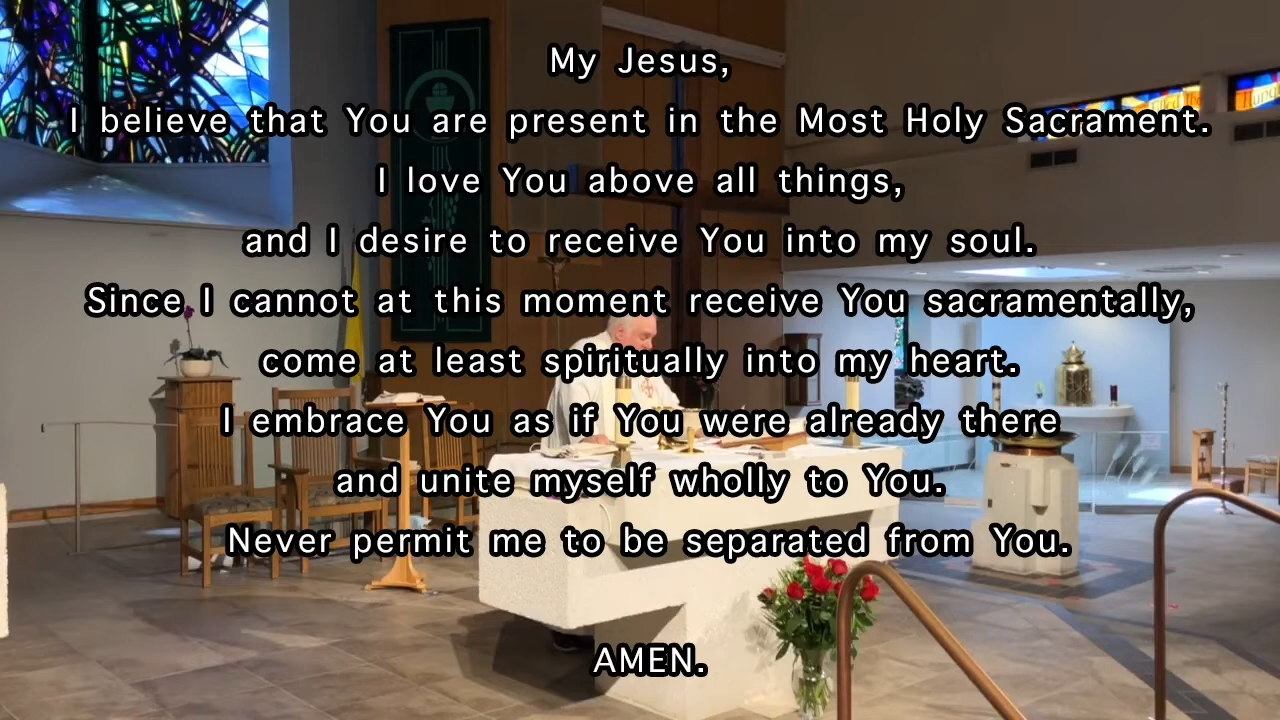 My Jesus,
I believe that You are present in the Most Holy Sacrament.
I love You above all things,
and I desire to receive You into my soul.
Since I cannot at this moment receive You sacramentally,
come at least spiritually into my heart.
I embrace You as if You were already there
and unite myself wholly to You.
Never permit me to be separated from You.
AMEN.